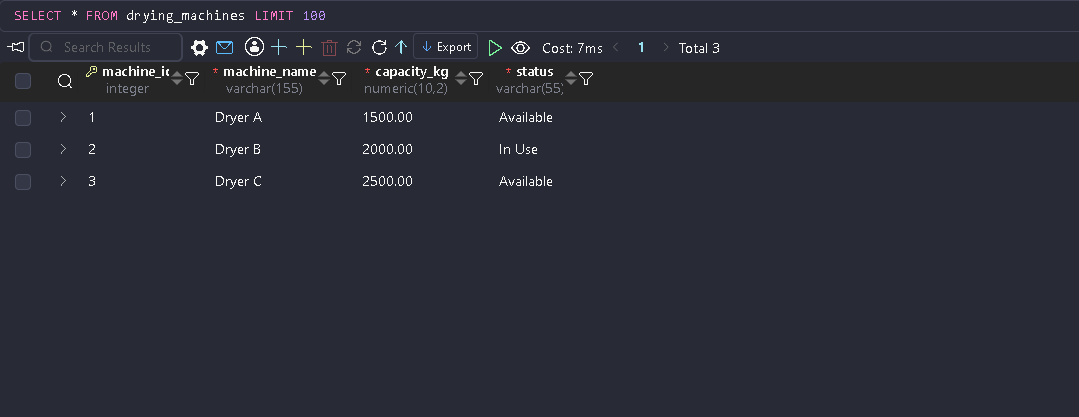 SELECT * FROM drying_machines LIMIT 100
Search Results Export Cost: 7ms 1 Total 3
machine_id * machine_name * capacity_kg * status
integer varchar(155) numeric(10,2) varchar(55)
1 Dryer A 1500.00 Available
2 Dryer B 2000.00 In Use
3 Dryer C 2500.00 Available